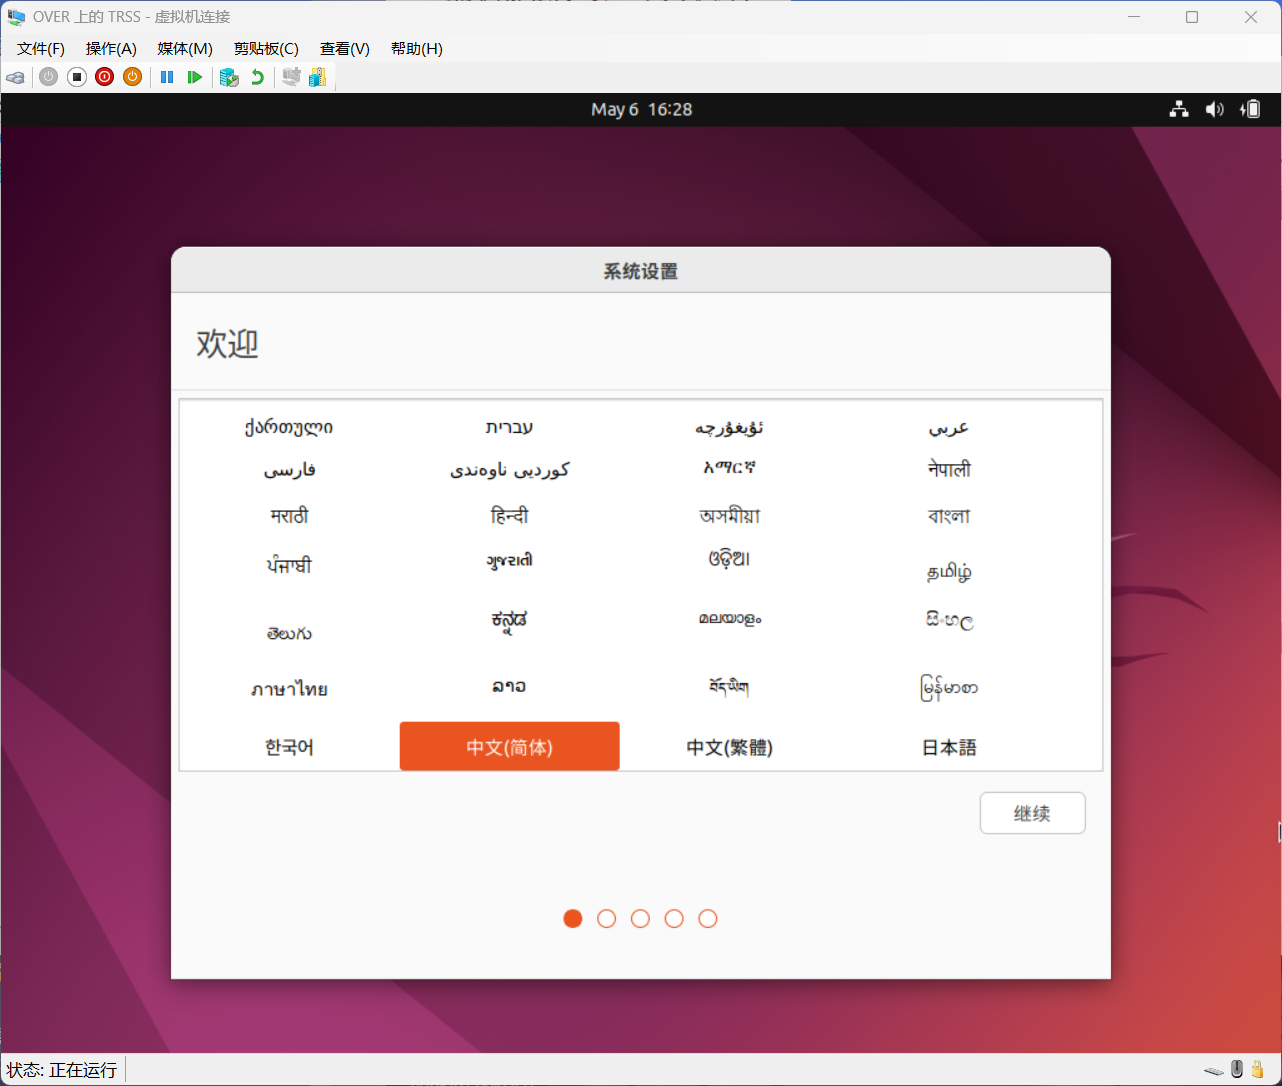 OVER 上的 TRSS - 虚拟机连接
文件(F) 操作(A) 媒体(M) 剪贴板(C) 查看(V) 帮助(H)
May 6 16:28
系统设置
欢迎
ქართული עברית ئۇيغۇرچە عربي
فارسی کوردیی ناوەندی አማርኛ नेपाली
मराठी हिन्दी অসমীয়া বাংলা
ਪੰਜਾਬੀ ગુજરાતી ଓଡ଼ିଆ தமிழ்
తెలుగు ಕನ್ನಡ മലയാളം සිංහල
ภาษาไทย ລາວ བོད་ཡིག မြန်မာစာ
한국어 中文(简体) 中文(繁體) 日本語
继续
状态: 正在运行